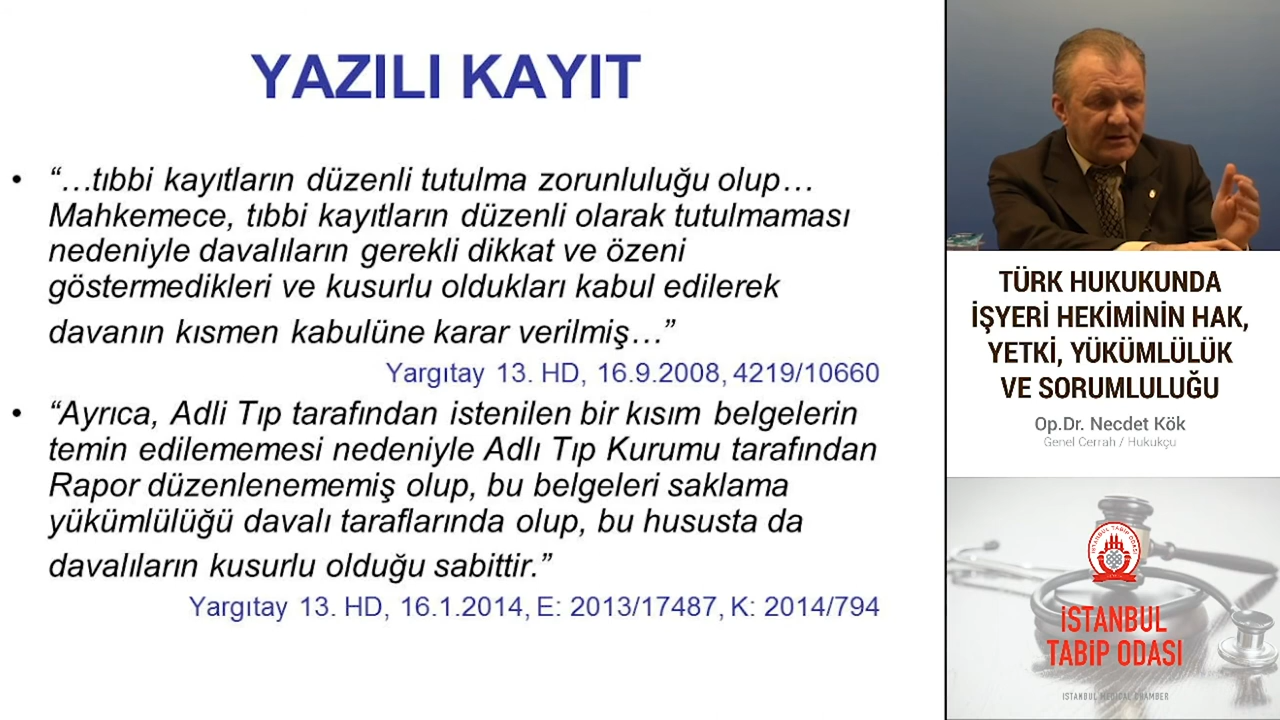 YAZILI KAYIT
• “…tıbbi kayıtların düzenli tutulma zorunluluğu olup…
Mahkemece, tıbbi kayıtların düzenli olarak tutulmaması
nedeniyle davalıların gerekli dikkat ve özeni
göstermedikleri ve kusurlu oldukları kabul edilerek
davanın kısmen kabulüne karar verilmiş…”
Yargıtay 13. HD, 16.9.2008, 4219/10660
• “Ayrıca, Adli Tıp tarafından istenilen bir kısım belgelerin
temin edilememesi nedeniyle Adlı Tıp Kurumu tarafından
Rapor düzenlenememiş olup, bu belgeleri saklama
yükümlülüğü davalı taraflarında olup, bu hususta da
davalıların kusurlu olduğu sabittir.”
Yargıtay 13. HD, 16.1.2014, E: 2013/17487, K: 2014/794
TÜRK HUKUKUNDA
İŞYERİ HEKİMİNİN HAK,
YETKİ, YÜKÜMLÜLÜK
VE SORUMLULUĞU
Op.Dr. Necdet Kök
Genel Cerrah / Hukukçu
İSTANBUL TABİP ODASI
İSTANBUL
TABİP ODASI
ISTANBUL MEDICAL CHAMBER